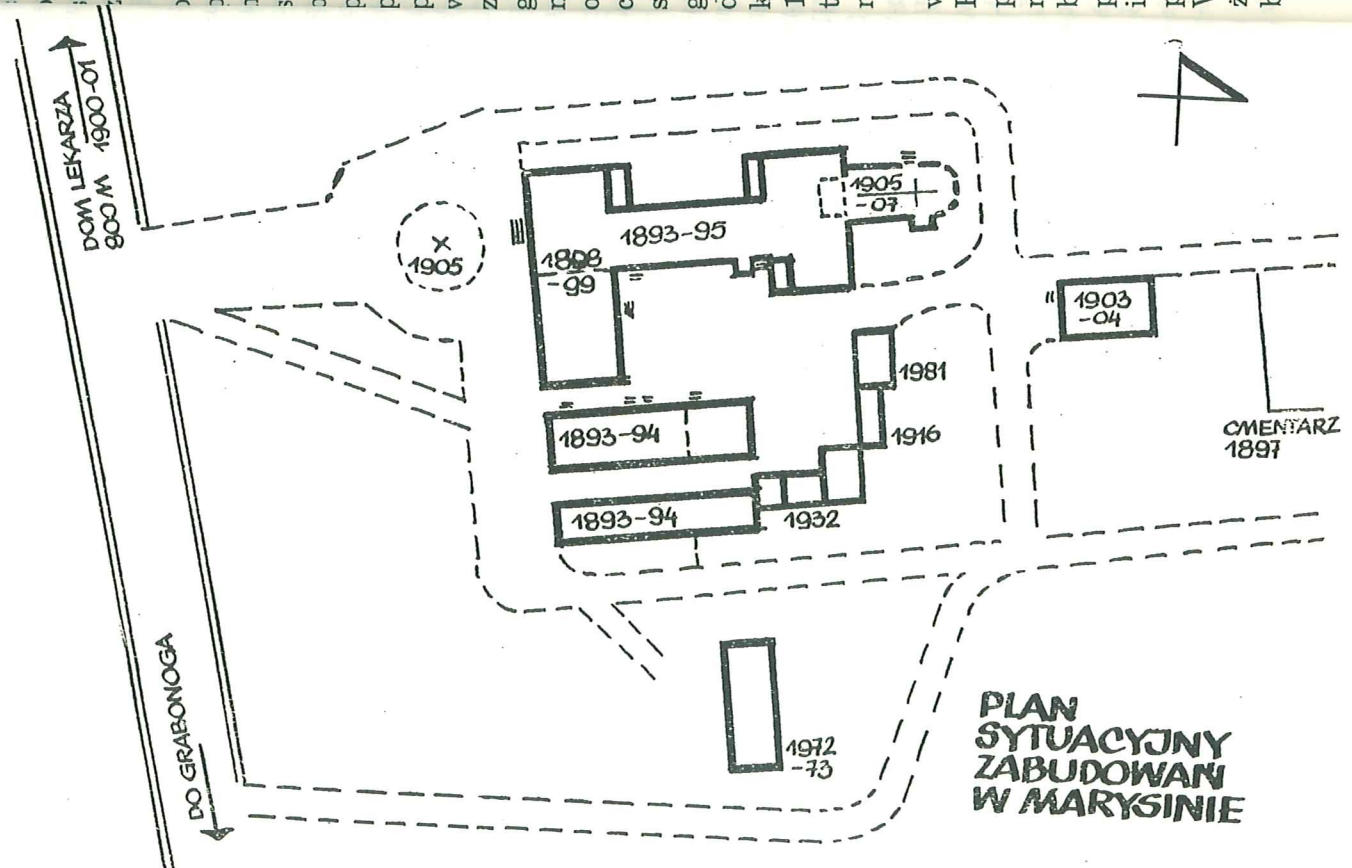 DOM LEKARZA
800 M 1900-01
1905
1893-95
1905
-07
1898
-99
1903
-04
1981
1893-94
1916
CMENTARZ
1897
1893-94
1932
DO GRABONOGA
1972
-73
PLAN
SYTUACYJNY
ZABUDOWAŃ
W MARYSINIE